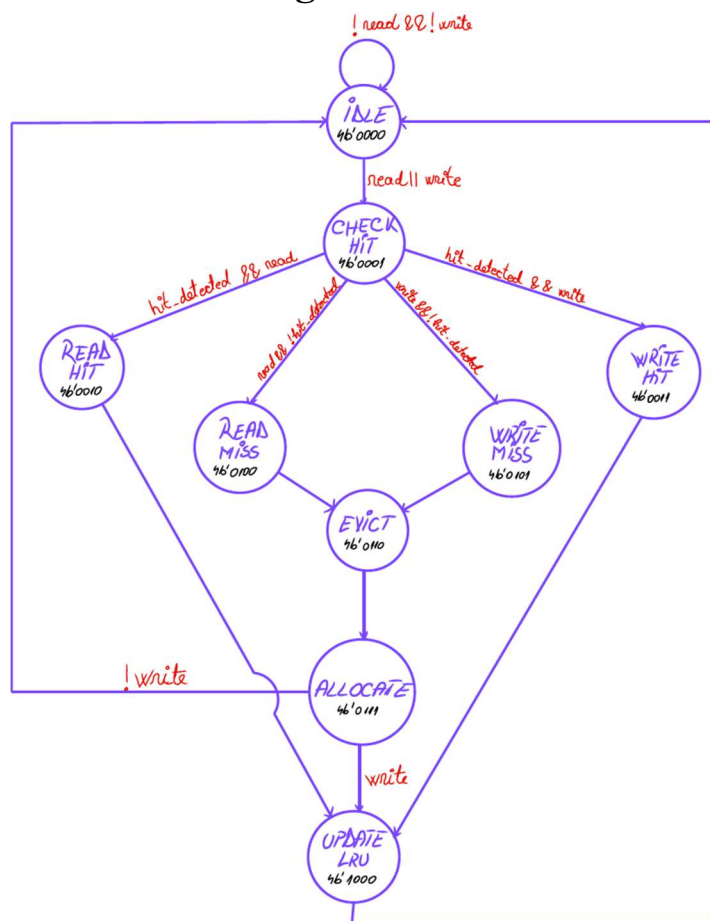 ! read && ! write
IDLE
4b'0000
read || write
CHECK
HIT
4b'0001
hit_detected && read
read && !hit_detected
write && !hit_detected
hit_detected && write
READ
HIT
4b'0010
WRITE
HIT
4b'0011
READ
MISS
4b'0100
WRITE
MISS
4b'0101
EVICT
4b'0110
! write
ALLOCATE
4b'0111
write
UPDATE
LRU
4b'1000